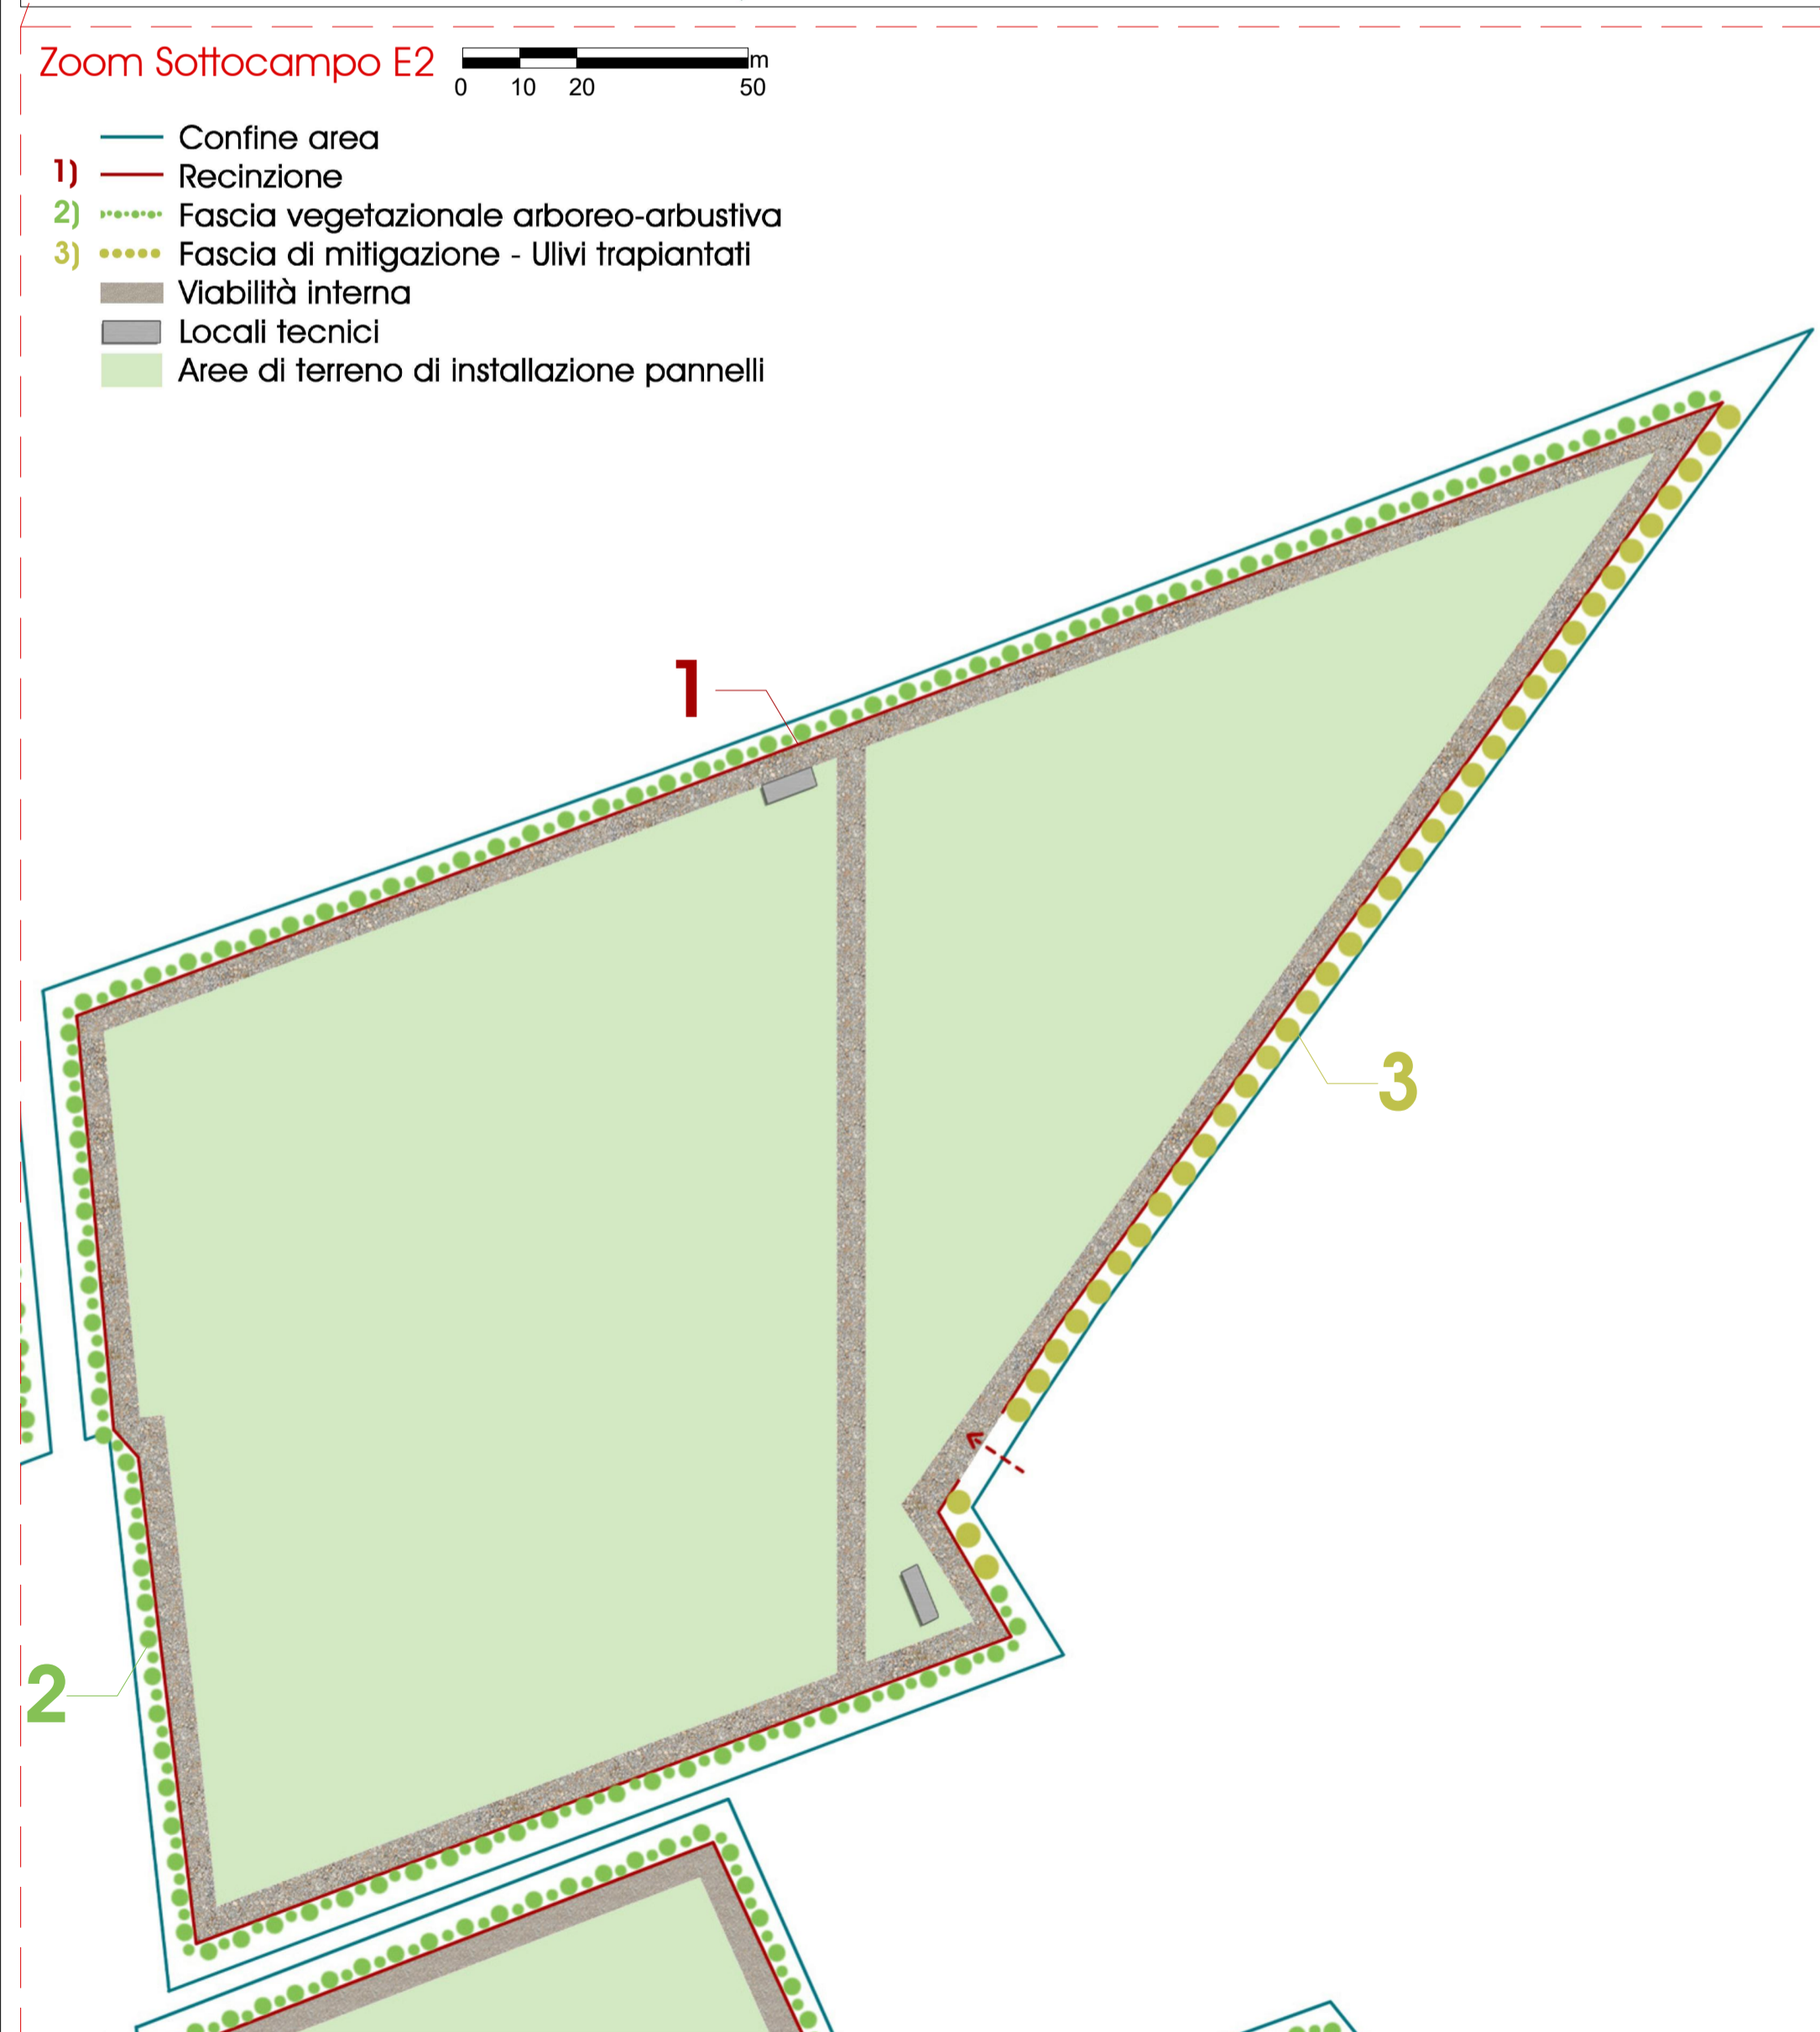 Zoom Sottocampo E2
m
0 10 20 50
Confine area
1) Recinzione
2) Fascia vegetazionale arboreo-arbustiva
3) Fascia di mitigazione - Ulivi trapiantati
Viabilità interna
Locali tecnici
Aree di terreno di installazione pannelli
1
3
2